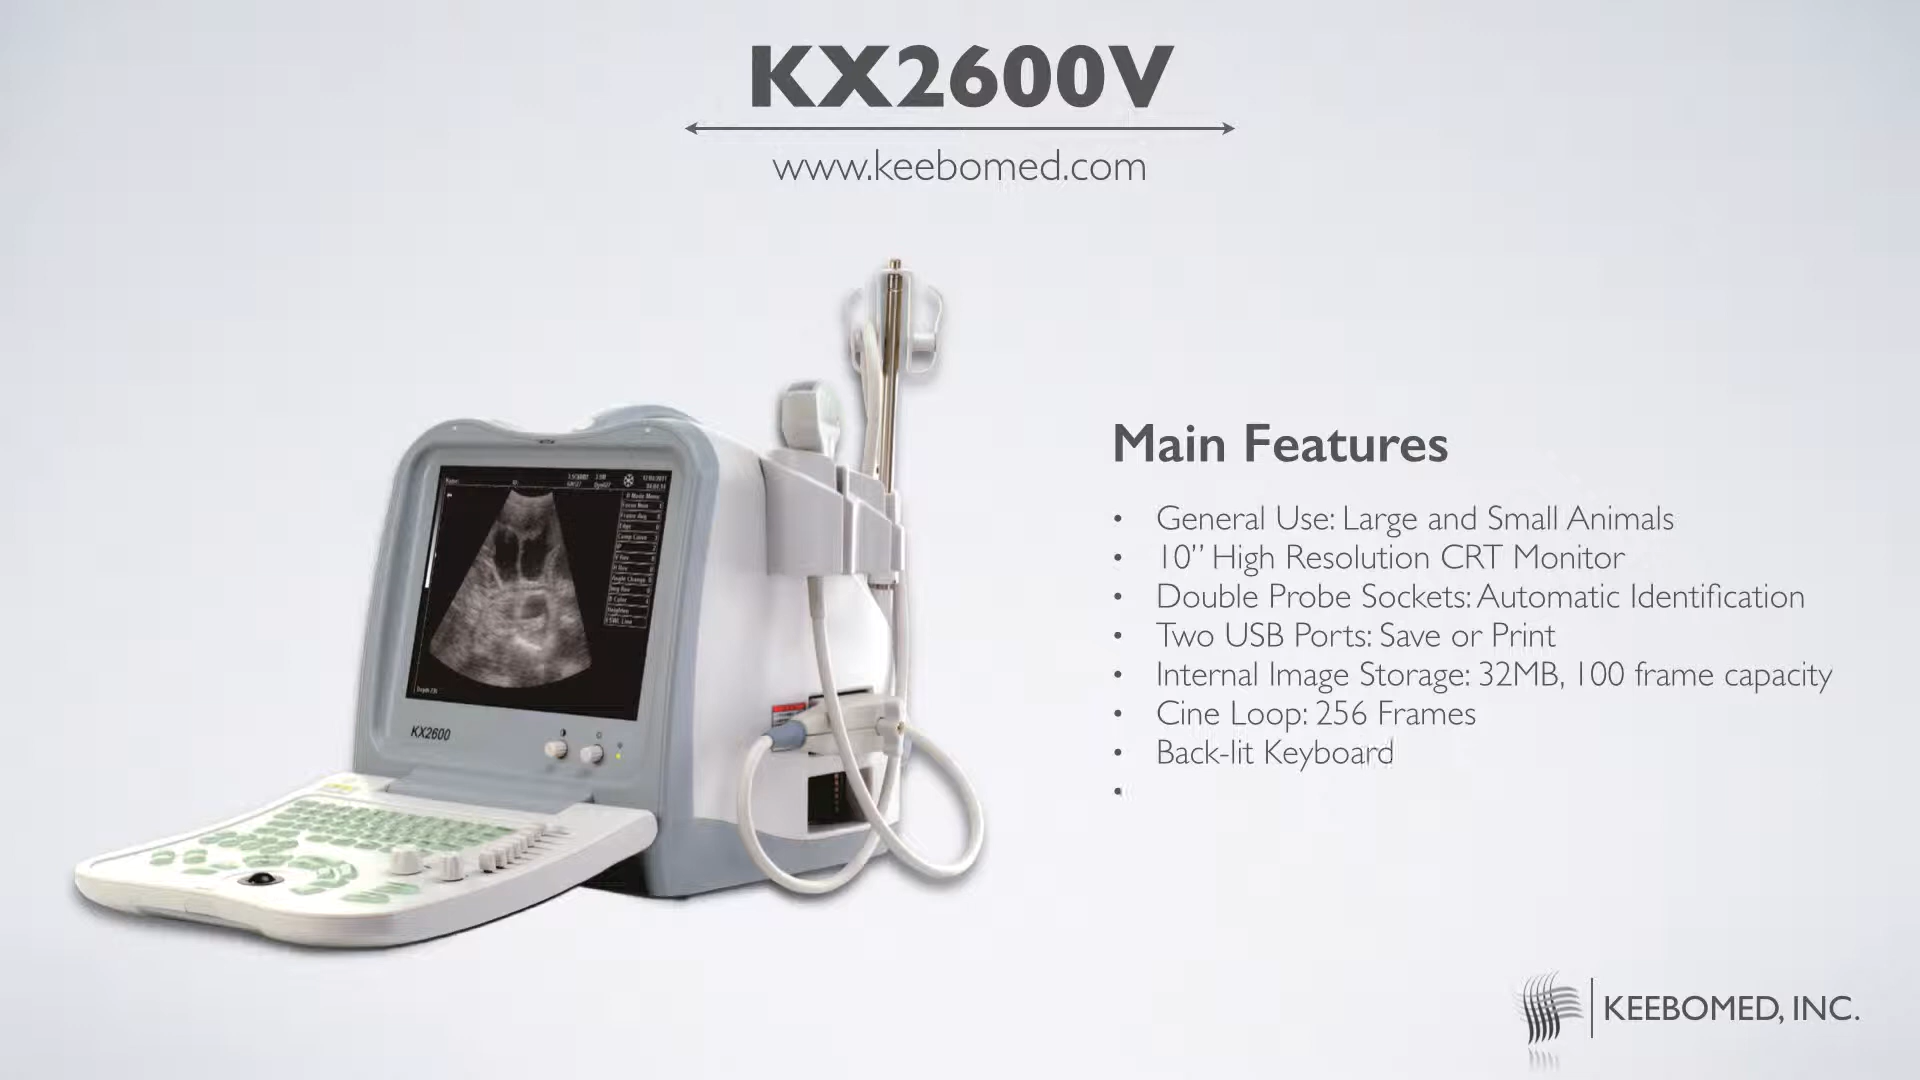 KX2600V
www.keebomed.com
Main Features
• General Use: Large and Small Animals
• 10” High Resolution CRT Monitor
• Double Probe Sockets: Automatic Identification
• Two USB Ports: Save or Print
• Internal Image Storage: 32MB, 100 frame capacity
• Cine Loop: 256 Frames
• Back-lit Keyboard
•
KX2600
KEEBOMED, INC.